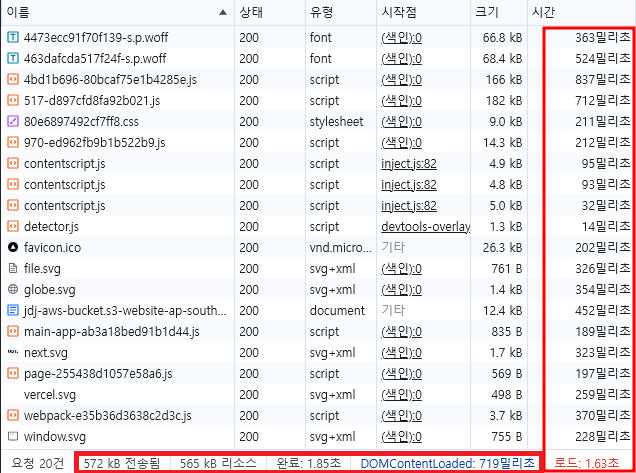 이름 상태 유형 시작점 크기 시간
4473ecc91f70f139-s.p.woff 200 font (색인):0 66.8 kB 363밀리초
463dafcda517f24f-s.p.woff 200 font (색인):0 68.4 kB 524밀리초
4bd1b696-80bcaf75e1b4285e.js 200 script (색인):0 166 kB 837밀리초
517-d897cfd8fa92b021.js 200 script (색인):0 182 kB 712밀리초
80e6897492cf7ff8.css 200 stylesheet (색인):0 9.0 kB 211밀리초
970-ed962fb9b1b522b9.js 200 script (색인):0 14.3 kB 212밀리초
contentscript.js 200 script inject.js:82 4.9 kB 95밀리초
contentscript.js 200 script inject.js:82 4.8 kB 93밀리초
contentscript.js 200 script inject.js:82 5.0 kB 32밀리초
detector.js 200 script devtools-overlay 1.3 kB 14밀리초
favicon.ico 200 vnd.micro... 기타 26.3 kB 202밀리초
file.svg 200 svg+xml (색인):0 761 B 326밀리초
globe.svg 200 svg+xml (색인):0 1.4 kB 354밀리초
jdj-aws-bucket.s3-website-ap-south... 200 document 기타 12.4 kB 452밀리초
main-app-ab3a18bed91b1d44.js 200 script (색인):0 835 B 189밀리초
next.svg 200 svg+xml (색인):0 1.7 kB 323밀리초
page-255438d1057e58a6.js 200 script (색인):0 569 B 197밀리초
vercel.svg 200 svg+xml (색인):0 498 B 259밀리초
webpack-e35b36d3638c2d3c.js 200 script (색인):0 3.7 kB 370밀리초
window.svg 200 svg+xml (색인):0 755 B 228밀리초
요청 20건 572 kB 전송됨 565 kB 리소스 완료: 1.85초 DOMContentLoaded: 719밀리초 로드: 1.63초